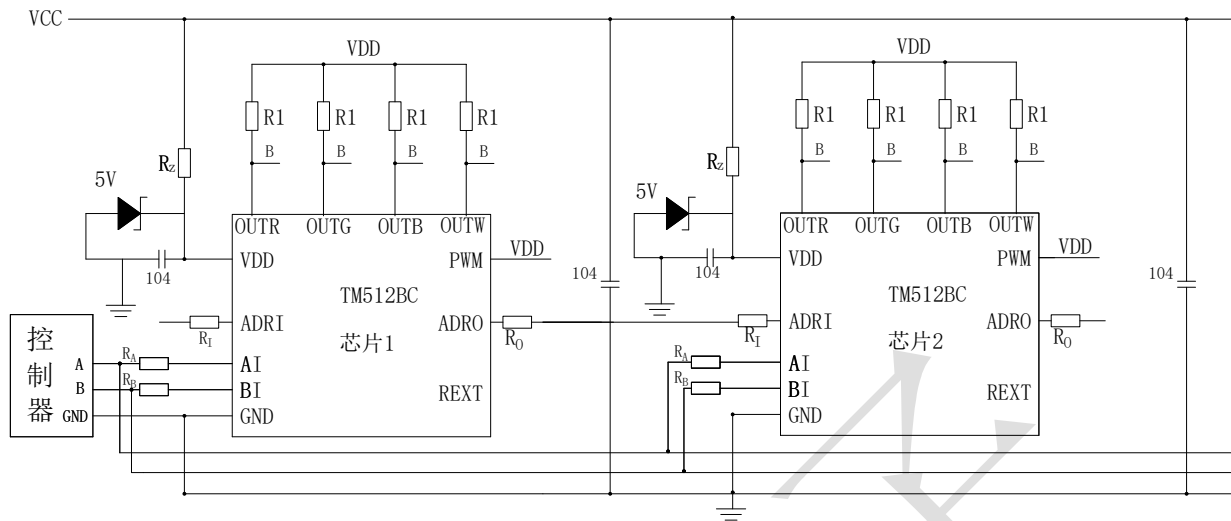 VCC
VDD
R1 R1 R1 R1
B B B B
RZ
5V
104
OUTR OUTG OUTB OUTW
VDD
PWM
VDD
TM512BC
芯片1
ADRI
ADRO
RI
RO
AI
BI
GND
REXT
RA
RB
控制器
A
B
GND
104
VDD
R1 R1 R1 R1
B B B B
RZ
5V
104
OUTR OUTG OUTB OUTW
VDD
PWM
VDD
TM512BC
芯片2
ADRI
ADRO
RI
RO
AI
BI
GND
REXT
RA
RB
104